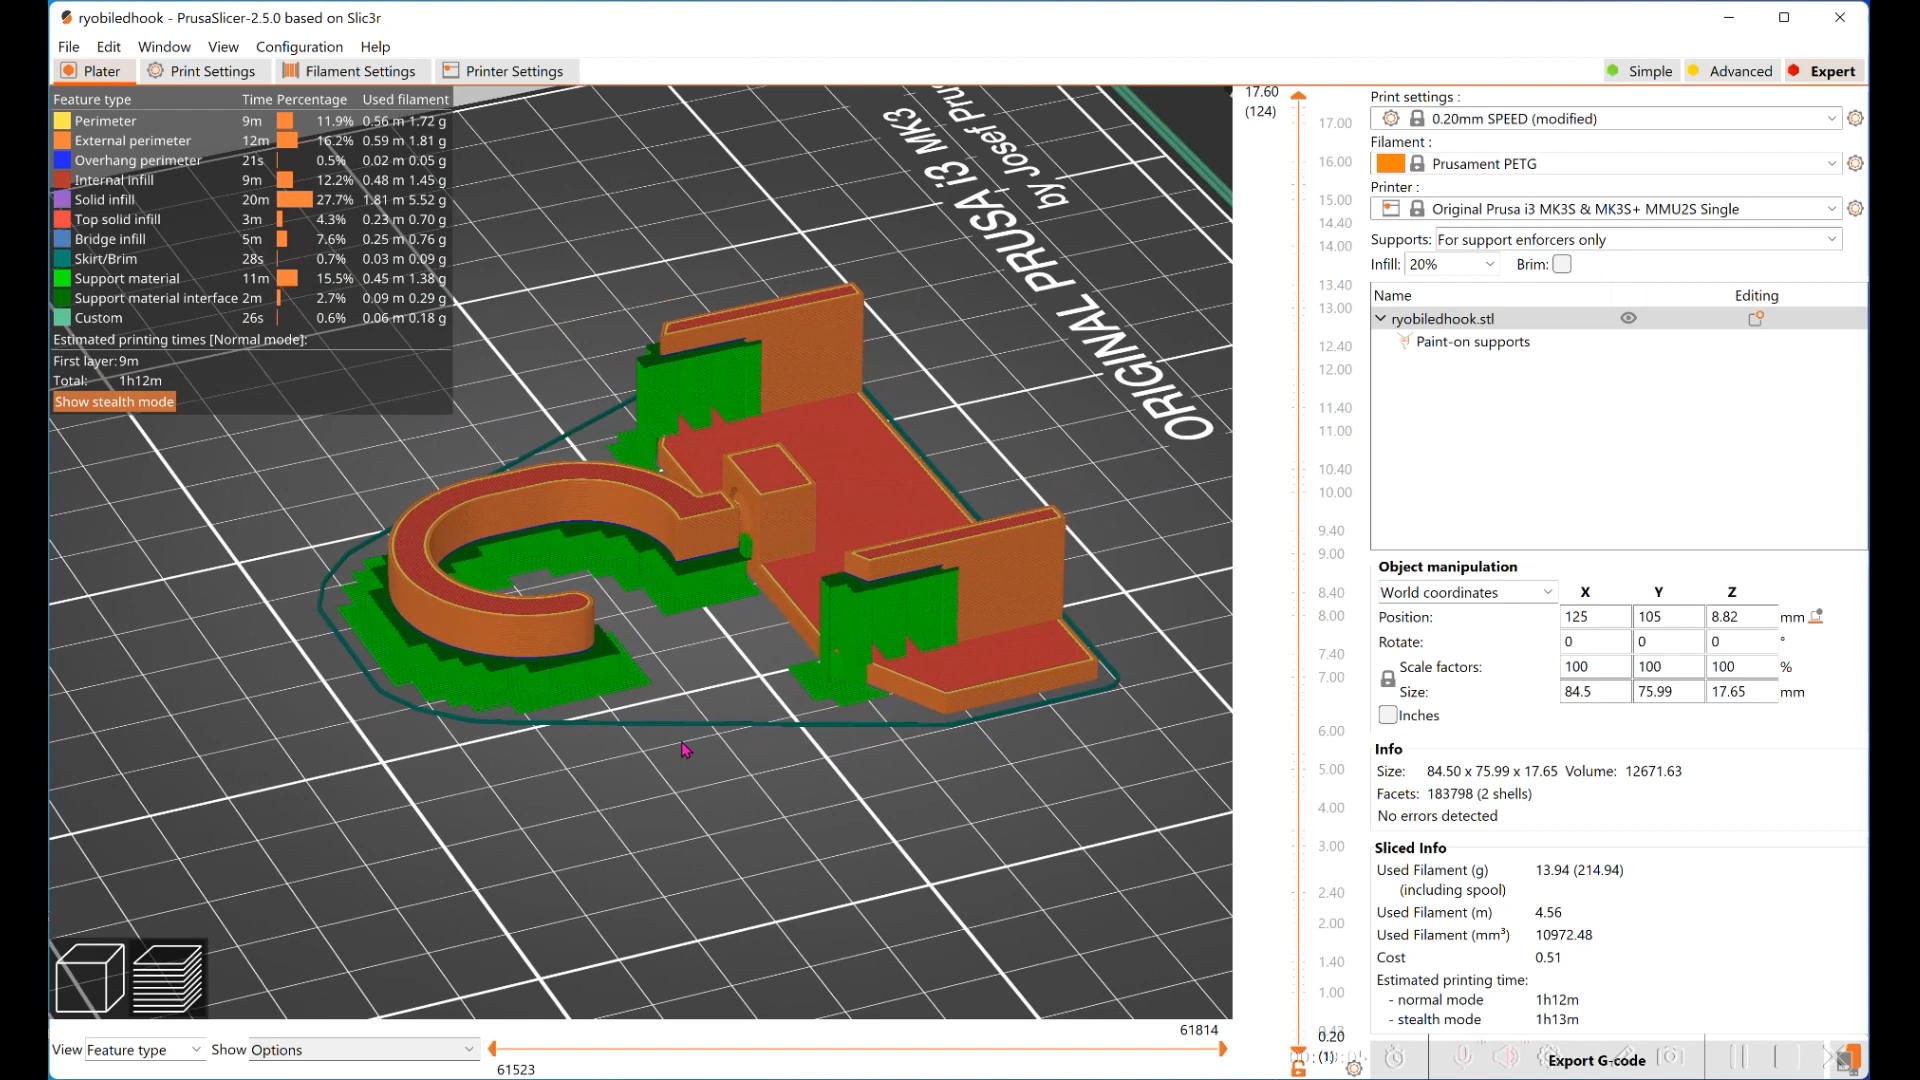 ryobiledhook - PrusaSlicer-2.5.0 based on Slic3r
File Edit Window View Configuration Help
Plater Print Settings Filament Settings Printer Settings Simple Advanced Expert
Feature type Time Percentage Used filament
Perimeter 9m 11.9% 0.56 m 1.72 g
External perimeter 12m 16.2% 0.59 m 1.81 g
Overhang perimeter 21s 0.5% 0.02 m 0.05 g
Internal infill 9m 12.2% 0.48 m 1.45 g
Solid infill 20m 27.7% 1.81 m 5.52 g
Top solid infill 3m 4.3% 0.23 m 0.70 g
Bridge infill 5m 7.6% 0.25 m 0.76 g
Skirt/Brim 28s 0.7% 0.03 m 0.09 g
Support material 11m 15.5% 0.45 m 1.38 g
Support material interface 2m 2.7% 0.09 m 0.29 g
Custom 26s 0.6% 0.06 m 0.18 g
Estimated printing times [Normal mode]:
First layer: 9m
Total: 1h12m
Show stealth mode
ORIGINAL PRUSA i3 MK3
by Josef Prus
17.60
(124)
17.00
16.00
15.00
14.40
14.00
13.40
13.00
12.40
12.00
11.40
11.00
10.40
10.00
9.40
9.00
8.40
8.00
7.40
7.00
6.00
5.00
4.00
3.00
2.40
2.00
1.40
1.00
0.20
(1)
Print settings :
0.20mm SPEED (modified)
Filament :
Prusament PETG
Printer :
Original Prusa i3 MK3S & MK3S+ MMU2S Single
Supports: For support enforcers only
Infill: 20% Brim:
Name Editing
ryobiledhook.stl
Paint-on supports
Object manipulation
World coordinates X Y Z
Position: 125 105 8.82 mm
Rotate: 0 0 0 °
Scale factors: 100 100 100 %
Size: 84.5 75.99 17.65 mm
Inches
Info
Size: 84.50 x 75.99 x 17.65 Volume: 12671.63
Facets: 183798 (2 shells)
No errors detected
Sliced Info
Used Filament (g) 13.94 (214.94)
(including spool)
Used Filament (m) 4.56
Used Filament (mm³) 10972.48
Cost 0.51
Estimated printing time:
- normal mode 1h12m
- stealth mode 1h13m
Export G-code
View Feature type Show Options
61814
61523